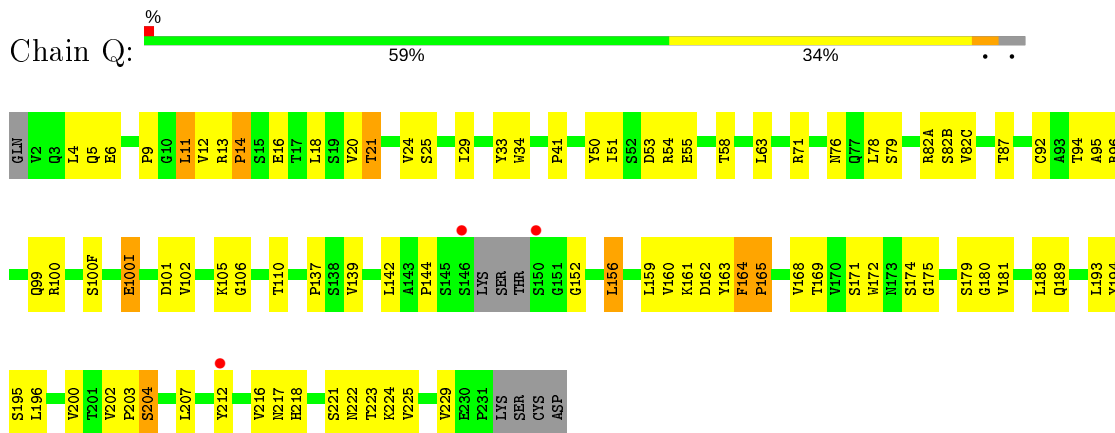 %
Chain Q:
59% 34% • •
GLN V2 Q3 L4 Q5 E6 P9 G10 L11 V12 R13 P14 S15 E16 T17 L18 S19 V20 T21 V24 S25 I29 Y33 W34 P41 Y50 I51 S52 D53 R54 E55 T58 L63 R71 N76 Q77 L78 S79 R82A S82B V82C T87 C92 A93 T94 A95 R96
Q99 R100 S100F E100I D101 V102 K105 G106 T110 P137 S138 V139 L142 A143 P144 S145 S146 LYS SER THR S150 G151 G152 L156 L159 V160 K161 D162 Y163 F164 P165 V168 T169 V170 S171 W172 N173 S174 G175 S179 G180 V181 L188 Q189 L193 Y194
S195 L196 V200 T201 V202 P203 S204 L207 Y212 V216 N217 H218 S221 N222 T223 K224 V225 V229 E230 P231 LYS SER CYS ASP